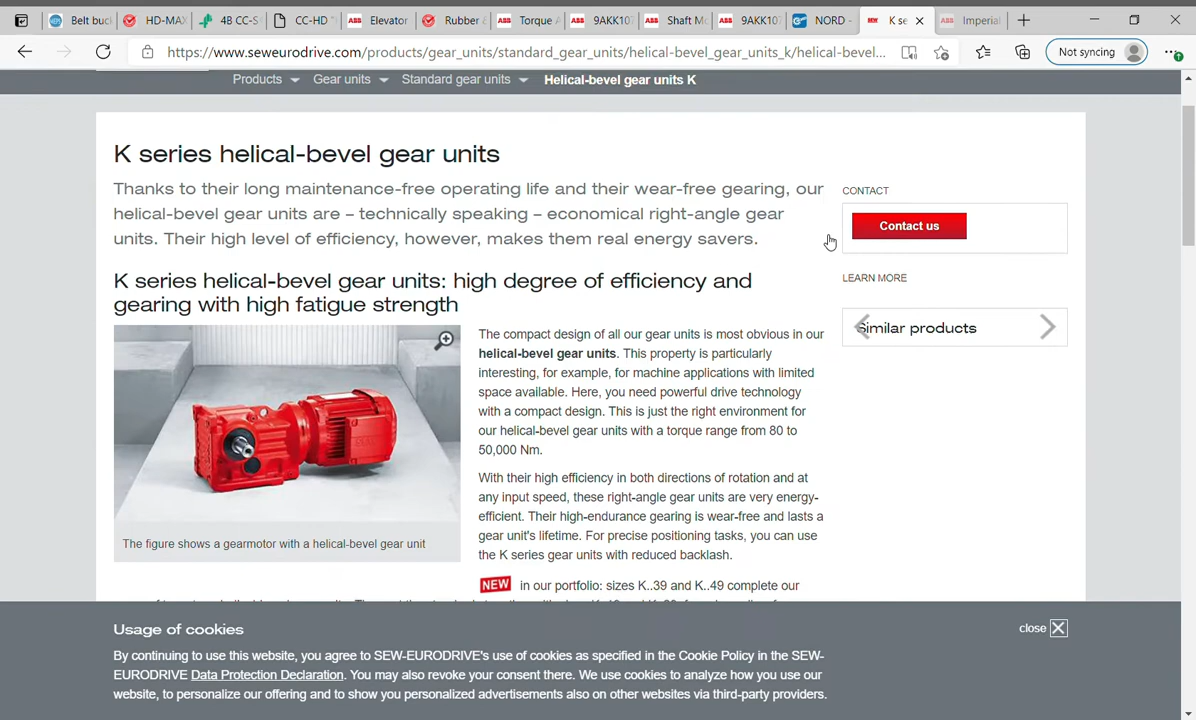 Belt buc
HD-MAX
4B CC-S
CC-HD
Elevator
Rubber &
Torque A
9AKK107
Shaft Mo
9AKK107
NORD -
K se
Imperial
https://www.seweurodrive.com/products/gear_units/standard_gear_units/helical-bevel_gear_units_k/helical-bevel...
Not syncing
Products
Gear units
Standard gear units
Helical-bevel gear units K
K series helical-bevel gear units
Thanks to their long maintenance-free operating life and their wear-free gearing, our
helical-bevel gear units are – technically speaking – economical right-angle gear
units. Their high level of efficiency, however, makes them real energy savers.
CONTACT
Contact us
LEARN MORE
Similar products
K series helical-bevel gear units: high degree of efficiency and
gearing with high fatigue strength
The figure shows a gearmotor with a helical-bevel gear unit
The compact design of all our gear units is most obvious in our
helical-bevel gear units. This property is particularly
interesting, for example, for machine applications with limited
space available. Here, you need powerful drive technology
with a compact design. This is just the right environment for
our helical-bevel gear units with a torque range from 80 to
50,000 Nm.
With their high efficiency in both directions of rotation and at
any input speed, these right-angle gear units are very energy-
efficient. Their high-endurance gearing is wear-free and lasts a
gear unit's lifetime. For precise positioning tasks, you can use
the K series gear units with reduced backlash.
NEW in our portfolio: sizes K..39 and K..49 complete our
Usage of cookies
close
By continuing to use this website, you agree to SEW-EURODRIVE's use of cookies as specified in the Cookie Policy in the SEW-
EURODRIVE Data Protection Declaration. You may also revoke your consent there. We use cookies to analyze how you use our
website, to personalize our offering and to show you personalized advertisements also on other websites via third-party providers.